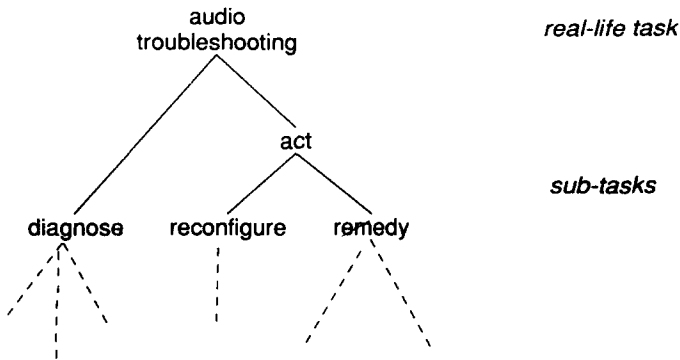 audio
troubleshooting
real-life task
act
sub-tasks
diagnose
reconfigure
remedy